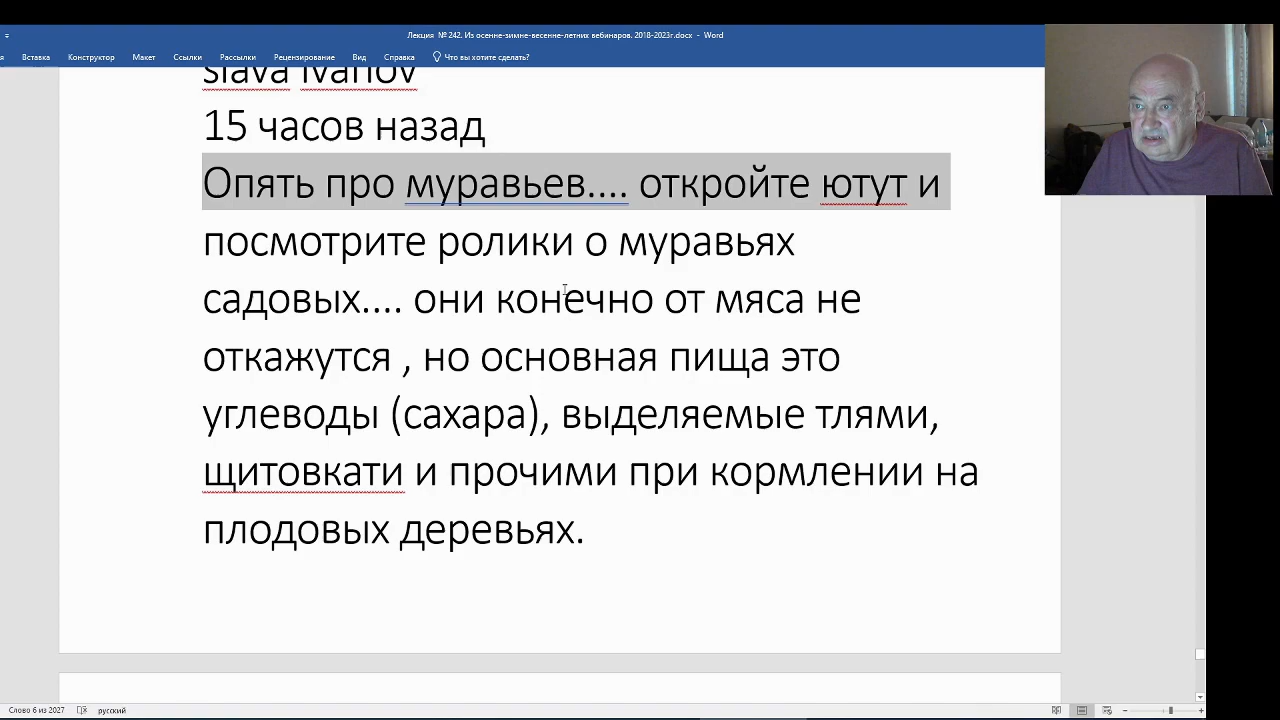 Лекция № 242. Из осенне-зимне-весенне-летних вебинаров. 2018-2023г.docx - Word
Вставка Конструктор Макет Ссылки Рассылки Рецензирование Вид Справка Что вы хотите сделать?
slava ivanov
15 часов назад
Опять про муравьев.... откройте ютут и
посмотрите ролики о муравьях
садовых.... они конечно от мяса не
откажутся , но основная пища это
углеводы (сахара), выделяемые тлями,
щитовкати и прочими при кормлении на
плодовых деревьях.
Слово 6 из 2027 русский